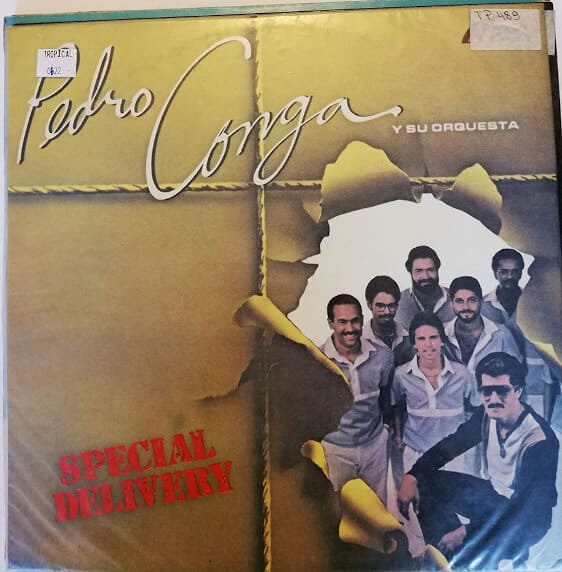 TP 489
TROPICAL
0622
Pedro Conga
Y SU ORQUESTA
SPECIAL
DELIVERY